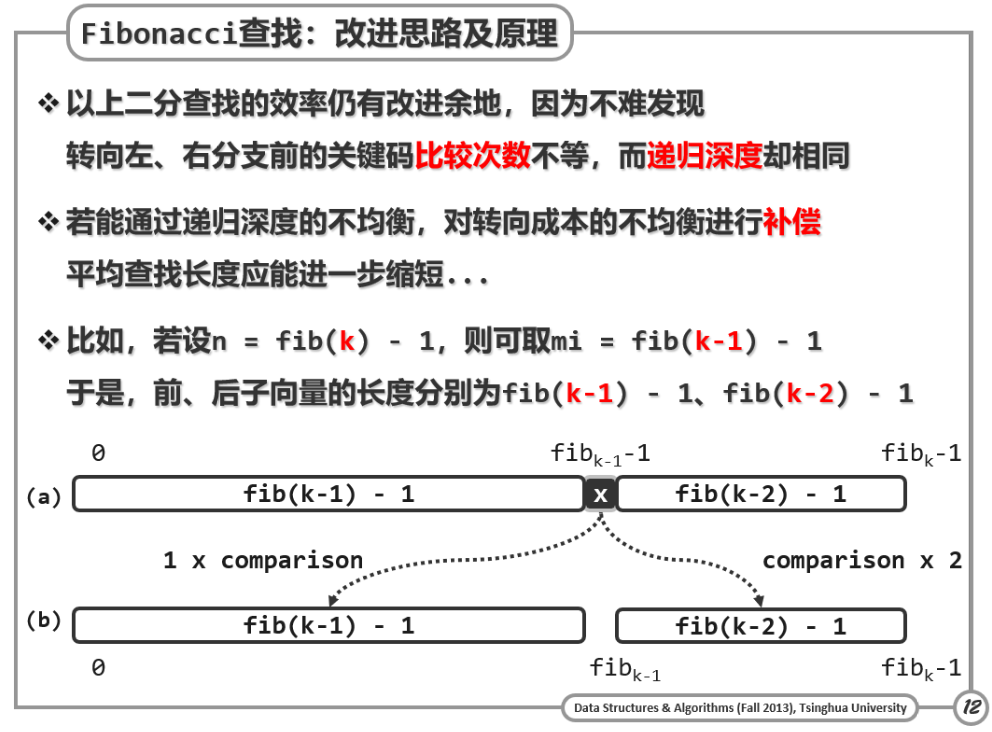 Fibonacci查找：改进思路及原理
❖以上二分查找的效率仍有改进余地，因为不难发现
转向左、右分支前的关键码比较次数不等，而递归深度却相同
❖若能通过递归深度的不均衡，对转向成本的不均衡进行补偿
平均查找长度应能进一步缩短...
❖比如，若设n = fib(k) - 1，则可取mi = fib(k-1) - 1
于是，前、后子向量的长度分别为fib(k-1) - 1、fib(k-2) - 1
0 fibₖ₋₁-1 fibₖ-1
(a) fib(k-1) - 1 x fib(k-2) - 1
1 x comparison comparison x 2
(b) fib(k-1) - 1 fib(k-2) - 1
0 fibₖ₋₁ fibₖ-1
Data Structures & Algorithms (Fall 2013), Tsinghua University 12